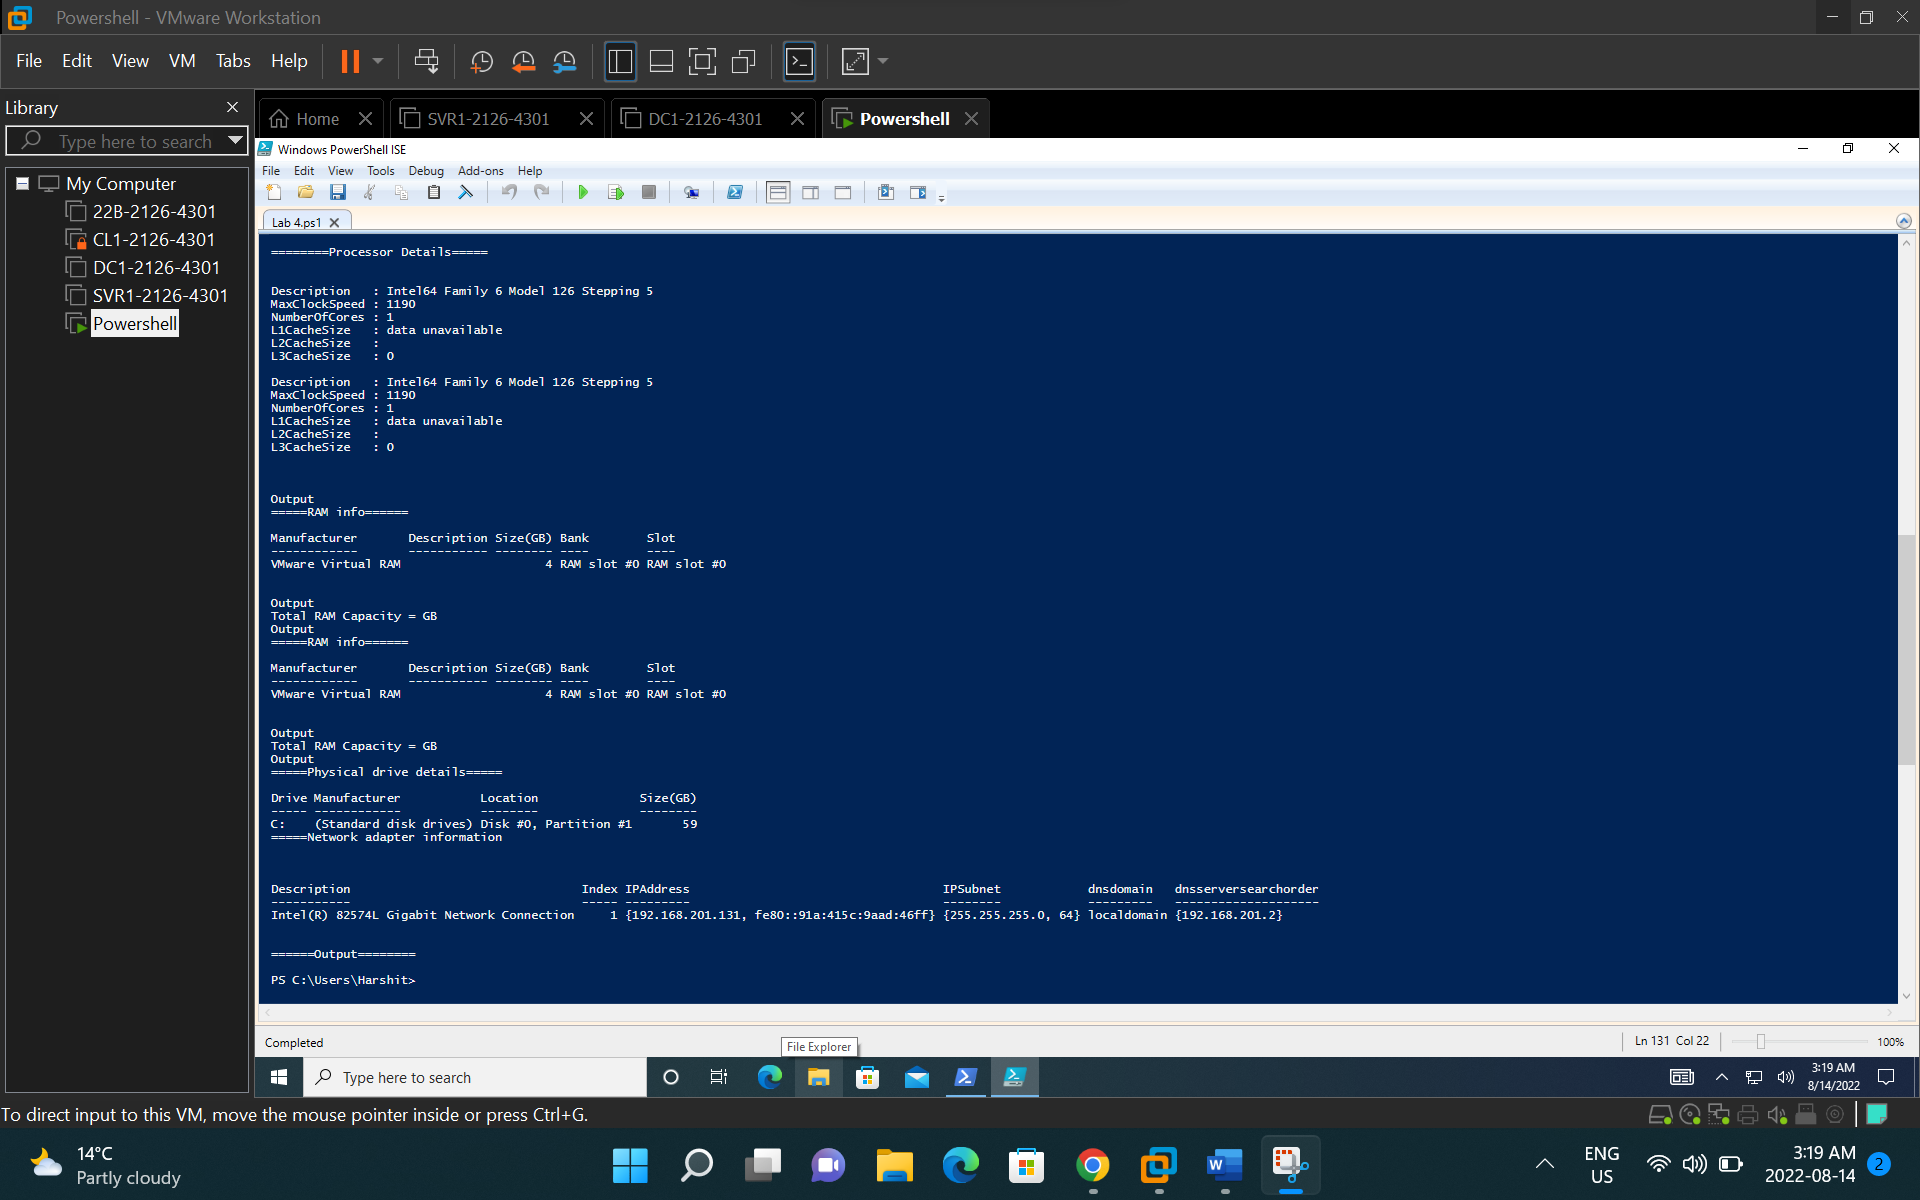 Powershell - VMware Workstation
File Edit View VM Tabs Help
Library
Type here to search
My Computer
22B-2126-4301
CL1-2126-4301
DC1-2126-4301
SVR1-2126-4301
Powershell
Home SVR1-2126-4301 DC1-2126-4301 Powershell
Windows PowerShell ISE
File Edit View Tools Debug Add-ons Help
Lab 4.ps1
========Processor Details=====
Description : Intel64 Family 6 Model 126 Stepping 5
MaxClockSpeed : 1190
NumberOfCores : 1
L1CacheSize : data unavailable
L2CacheSize :
L3CacheSize : 0
Description : Intel64 Family 6 Model 126 Stepping 5
MaxClockSpeed : 1190
NumberOfCores : 1
L1CacheSize : data unavailable
L2CacheSize :
L3CacheSize : 0
Output
=====RAM info======
Manufacturer Description Size(GB) Bank Slot
------------ ----------- -------- ---- ----
VMware Virtual RAM 4 RAM slot #0 RAM slot #0
Output
Total RAM Capacity = GB
Output
=====RAM info======
Manufacturer Description Size(GB) Bank Slot
------------ ----------- -------- ---- ----
VMware Virtual RAM 4 RAM slot #0 RAM slot #0
Output
Total RAM Capacity = GB
Output
=====Physical drive details=====
Drive Manufacturer Location Size(GB)
----- ------------ -------- --------
C: (Standard disk drives) Disk #0, Partition #1 59
=====Network adapter information
Description Index IPAddress IPSubnet dnsdomain dnsserversearchorder
----------- ----- --------- -------- --------- --------------------
Intel(R) 82574L Gigabit Network Connection 1 {192.168.201.131, fe80::91a:415c:9aad:46ff} {255.255.255.0, 64} localdomain {192.168.201.2}
======Output========
PS C:\Users\Harshit>
Completed
Ln 131 Col 22
100%
File Explorer
Type here to search
3:19 AM
8/14/2022
To direct input to this VM, move the mouse pointer inside or press Ctrl+G.
14°C
Partly cloudy
ENG
US
3:19 AM
2022-08-14
2